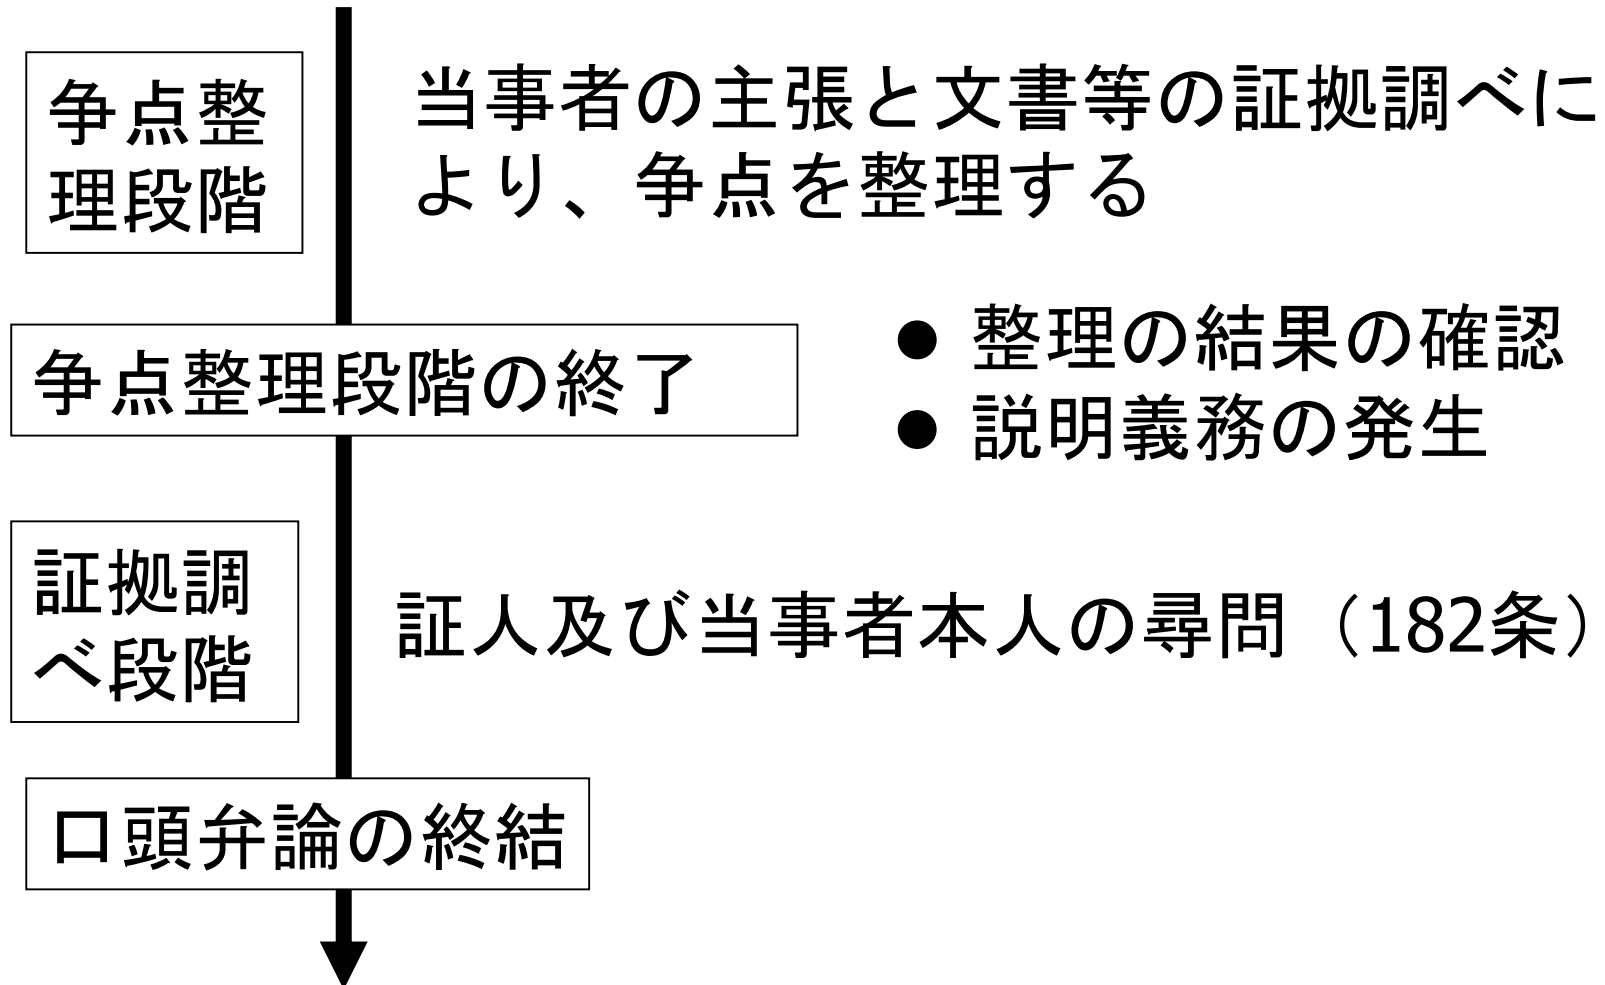 争点整
理段階
当事者の主張と文書等の証拠調べに
より、争点を整理する
争点整理段階の終了
● 整理の結果の確認
● 説明義務の発生
証拠調
べ段階
証人及び当事者本人の尋問（182条）
口頭弁論の終結